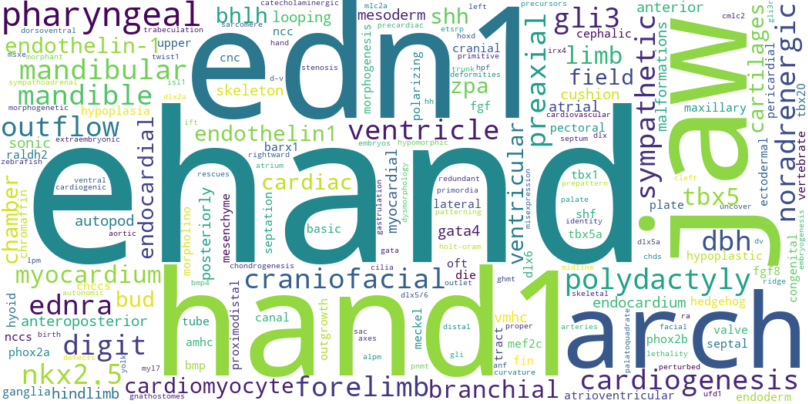 pharyngeal
edn1
bhlh
looping
mesoderm
shh
gli3
anterior
catecholaminergic
left
precursors
hoxd
trabeculation
cmlc2
dorsoventral
sarcomere
precardiac
etsrp
cephalic
msxe
morphant
twist1
hand
ncc
cranial
irx4
primitive
endothelin-1
upper
cnc
stenosis
d-v
isl1
mandibular
sympathoadrenal
skeleton
morphogenesis
polarizing
trunk
hpf
deformities
preaxial
limb
field
sympathetic
malformations
jaw
cartilages
pericardial
noradrenergic
tbx20
mandible
hypoplasia
dlx2a
fgf
hh
zpa
cushion
atrial
maxillary
morphogenetic
ift
extraembryonic
outflow
endocardial
endothelin1
ventricle
embryos
hypomorphic
pectoral
cardiovascular
septum
dlx
ectodermal
vertebrate
sonic
raldh2
zebrafish
barx1
rescues
rightward
atrium
redundant
primordia
patterning
myocardial
gastrulation
dysmorphology
ventricular
misexpression
tbx1
prepattern
palate
identity
cleft
tbx5
uncover
ehand
chamber
chromaffin
ventral
cardiogenic
autopod
aortic
lpm
posteriorly
mesenchyme
cardiac
septation
basic
morpholino
chondrogenesis
lateral
gata4
gata
cilia
holt-oram
dlx6
shf
tbx5a
plate
dlx5a
dbh
dv
chds
hypoplastic
congenital
embryogenesis
fgf8
ridge
myocardium
craniofacial
hand1
bmp4
autonomic
oft
die
dlx5/6
outlet
ghmt
midline
polydactyly
endocardium
hedgehog
skeletal
ra
arch
ednra
bud
chccs
hyoid
nccs
birth
anteroposterior
phox2a
defects
yolk
digit
tube
amhc
bmp
proximodistal
canal
outgrowth
sac
axes
alpm
meckel
distal
gli
vmhc
proper
tract
anf
curvature
mef2c
fin
arteries
facial
phox2b
lethality
palatoquadrate
valve
septal
perturbed
nkx2.5
myl7
ganglia
hindlimb
gnathostomes
cardiomyocyte
forelimb
pnmt
branchial
cardiogenesis
atrioventricular
ufd1
endoderm